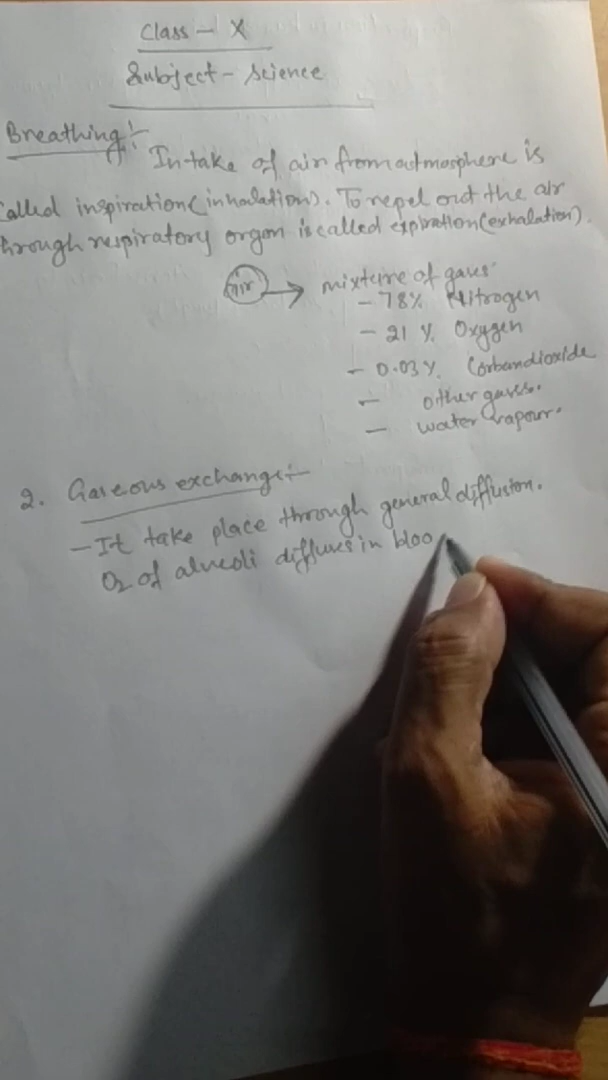 Class - X
Subject - Science
Breathing:-
Intake of air from atmosphere is
called inspiration (inhalation). To repel out the air
hrough respiratory organ is called expiration (exhalation).
air → mixture of gases
- 78% Nitrogen
- 21 % Oxygen
- 0.03 % Carbandioxide
- other gases.
- water vapour.
2. Gaseous exchange:-
- It take place through general diffusion.
O2 of alveoli diffuses in bloo